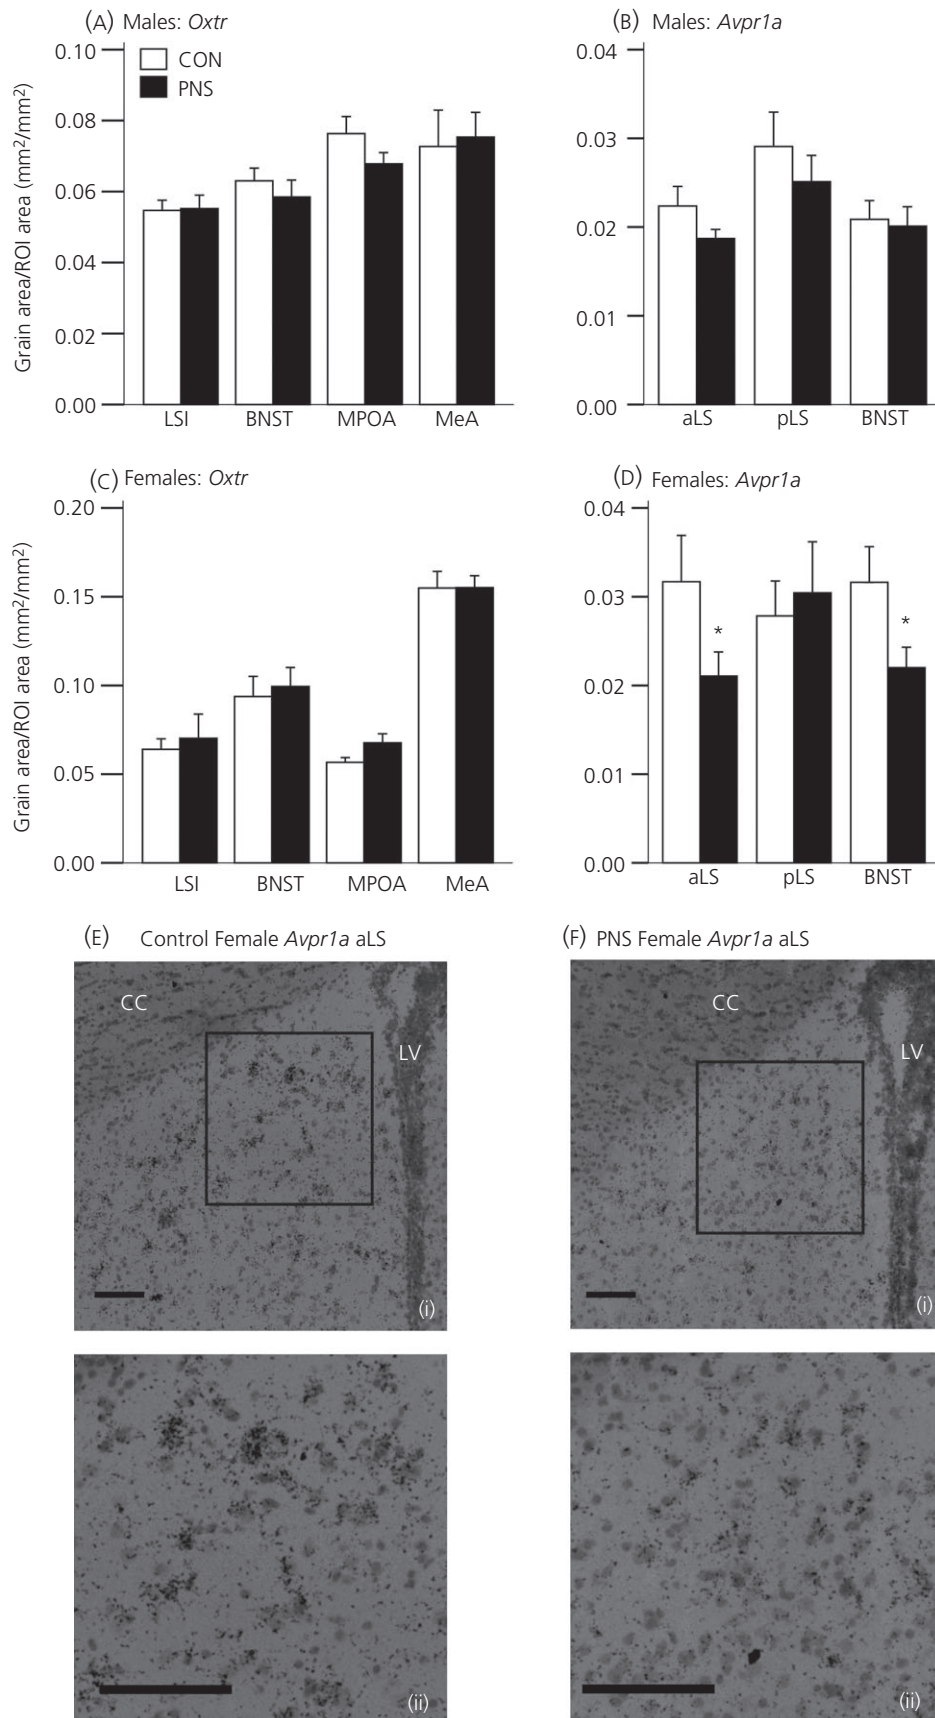 (A) Males: Oxtr
(B) Males: Avpr1a
Grain area/ROI area (mm²/mm²)
0.10
0.08
0.06
0.04
0.02
0.00
CON
PNS
LSI BNST MPOA MeA
0.04
0.03
0.02
0.01
0.00
aLS pLS BNST
(C) Females: Oxtr
(D) Females: Avpr1a
Grain area/ROI area (mm²/mm²)
0.20
0.15
0.10
0.05
0.00
LSI BNST MPOA MeA
0.04
0.03
0.02
0.01
0.00
* *
aLS pLS BNST
(E) Control Female Avpr1a aLS
(F) PNS Female Avpr1a aLS
CC
LV
(i)
CC
LV
(i)
(ii)
(ii)